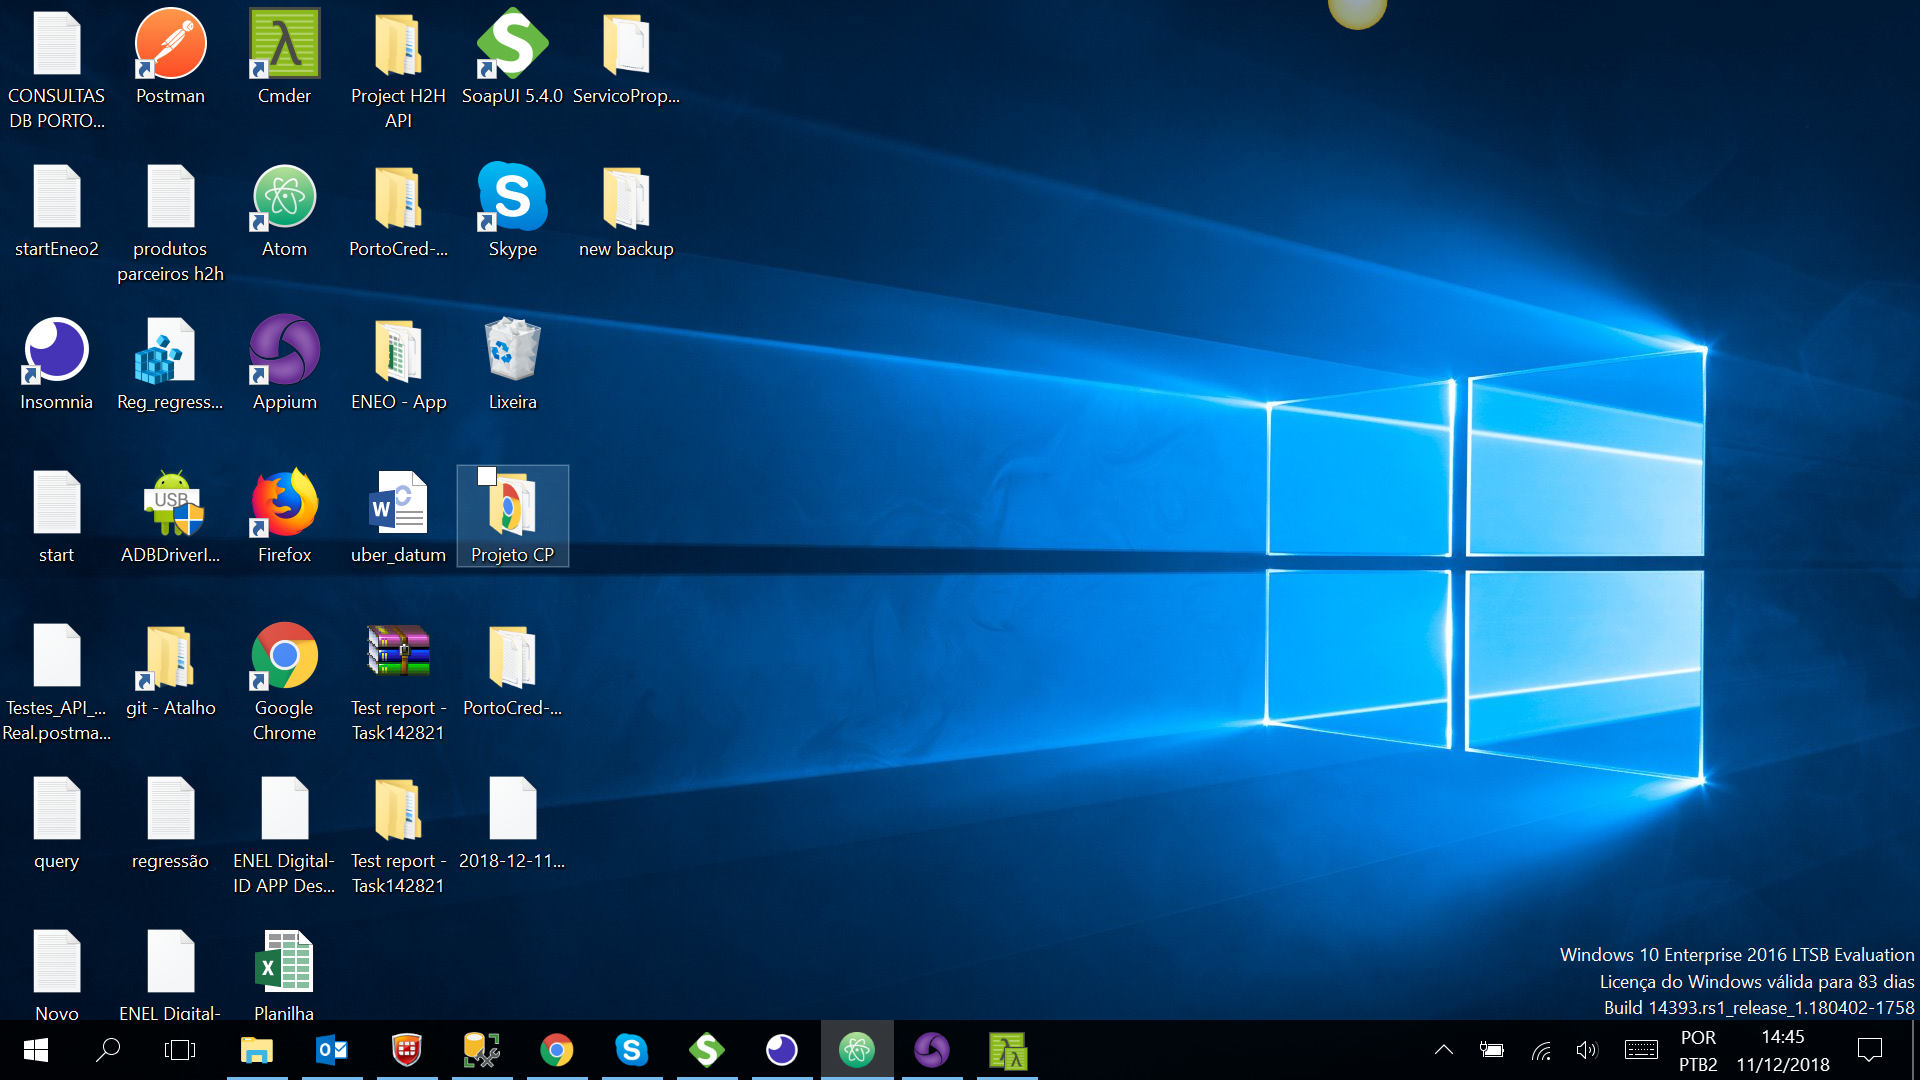 CONSULTAS
DB PORTO...
Postman
Cmder
Project H2H
API
SoapUI 5.4.0
ServicoProp...
startEneo2
produtos
parceiros h2h
Atom
PortoCred-...
Skype
new backup
Insomnia
Reg_regress...
Appium
ENEO - App
Lixeira
start
USB
ADBDriverI...
Firefox
uber_datum
Projeto CP
Testes_API_...
Real.postma...
git - Atalho
Google
Chrome
Test report -
Task142821
PortoCred-...
query
regressão
ENEL Digital-
ID APP Des...
Test report -
Task142821
2018-12-11...
Novo
ENEL Digital-
Planilha
Windows 10 Enterprise 2016 LTSB Evaluation
Licença do Windows válida para 83 dias
Build 14393.rs1_release_1.180402-1758
POR
PTB2
14:45
11/12/2018